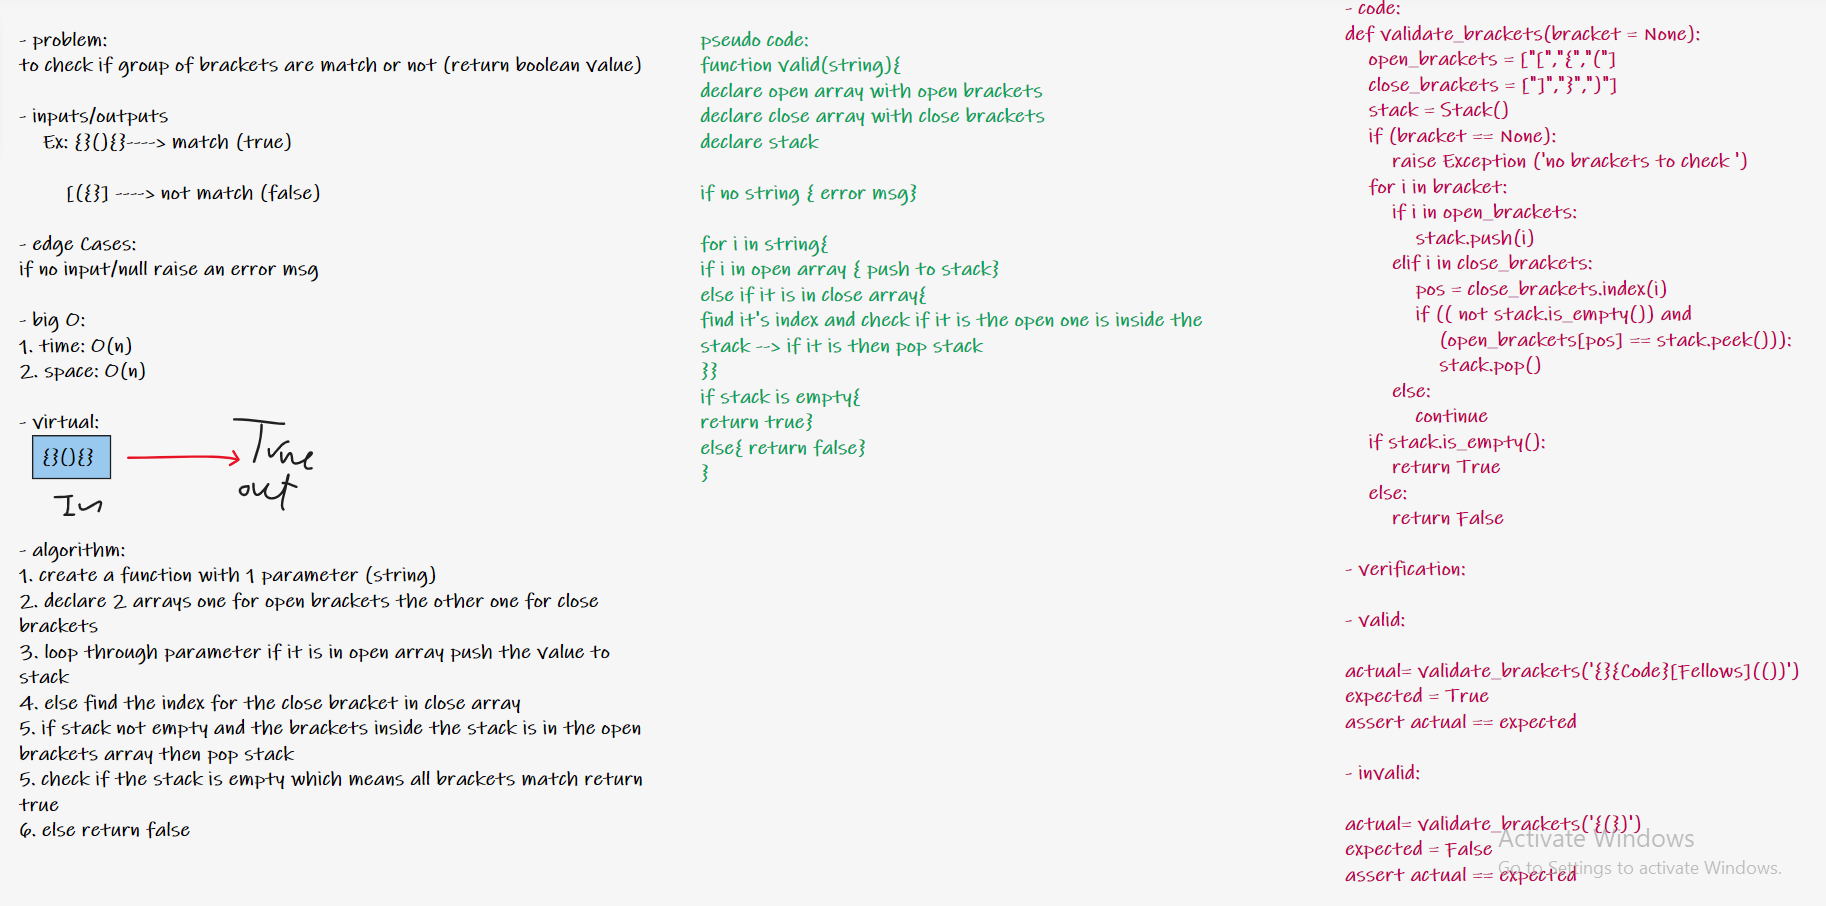 - problem:
to check if group of brackets are match or not (return boolean value)
- inputs/outputs
Ex: {}(){}----> match (true)
[({}] ----> not match (false)
- edge Cases:
if no input/null raise an error msg
- big O:
1. time: O(n)
2. space: O(n)
- virtual:
{}(){}
True
In
out
- algorithm:
1. create a function with 1 parameter (string)
2. declare 2 arrays one for open brackets the other one for close
brackets
3. loop through parameter if it is in open array push the value to
stack
4. else find the index for the close bracket in close array
5. if stack not empty and the brackets inside the stack is in the open
brackets array then pop stack
5. check if the stack is empty which means all brackets match return
true
6. else return false
pseudo code:
function valid(string){
declare open array with open brackets
declare close array with close brackets
declare stack
if no string { error msg}
for i in string{
if i in open array { push to stack}
else if it is in close array{
find it's index and check if it is the open one is inside the
stack --> if it is then pop stack
}}
if stack is empty{
return true}
else{ return false}
}
- code:
def validate_brackets(bracket = None):
open_brackets = ["[","{","("]
close_brackets = ["]","}",")"]
stack = Stack()
if (bracket == None):
raise Exception ('no brackets to check ')
for i in bracket:
if i in open_brackets:
stack.push(i)
elif i in close_brackets:
pos = close_brackets.index(i)
if (( not stack.is_empty()) and
(open_brackets[pos] == stack.peek())):
stack.pop()
else:
continue
if stack.is_empty():
return True
else:
return False
- verification:
- valid:
actual= validate_brackets('{}{Code}[Fellows](())')
expected = True
assert actual == expected
- invalid:
actual= validate_brackets('{(})')
expected = False
assert actual == expected
Activate Windows
Go to Settings to activate Windows.